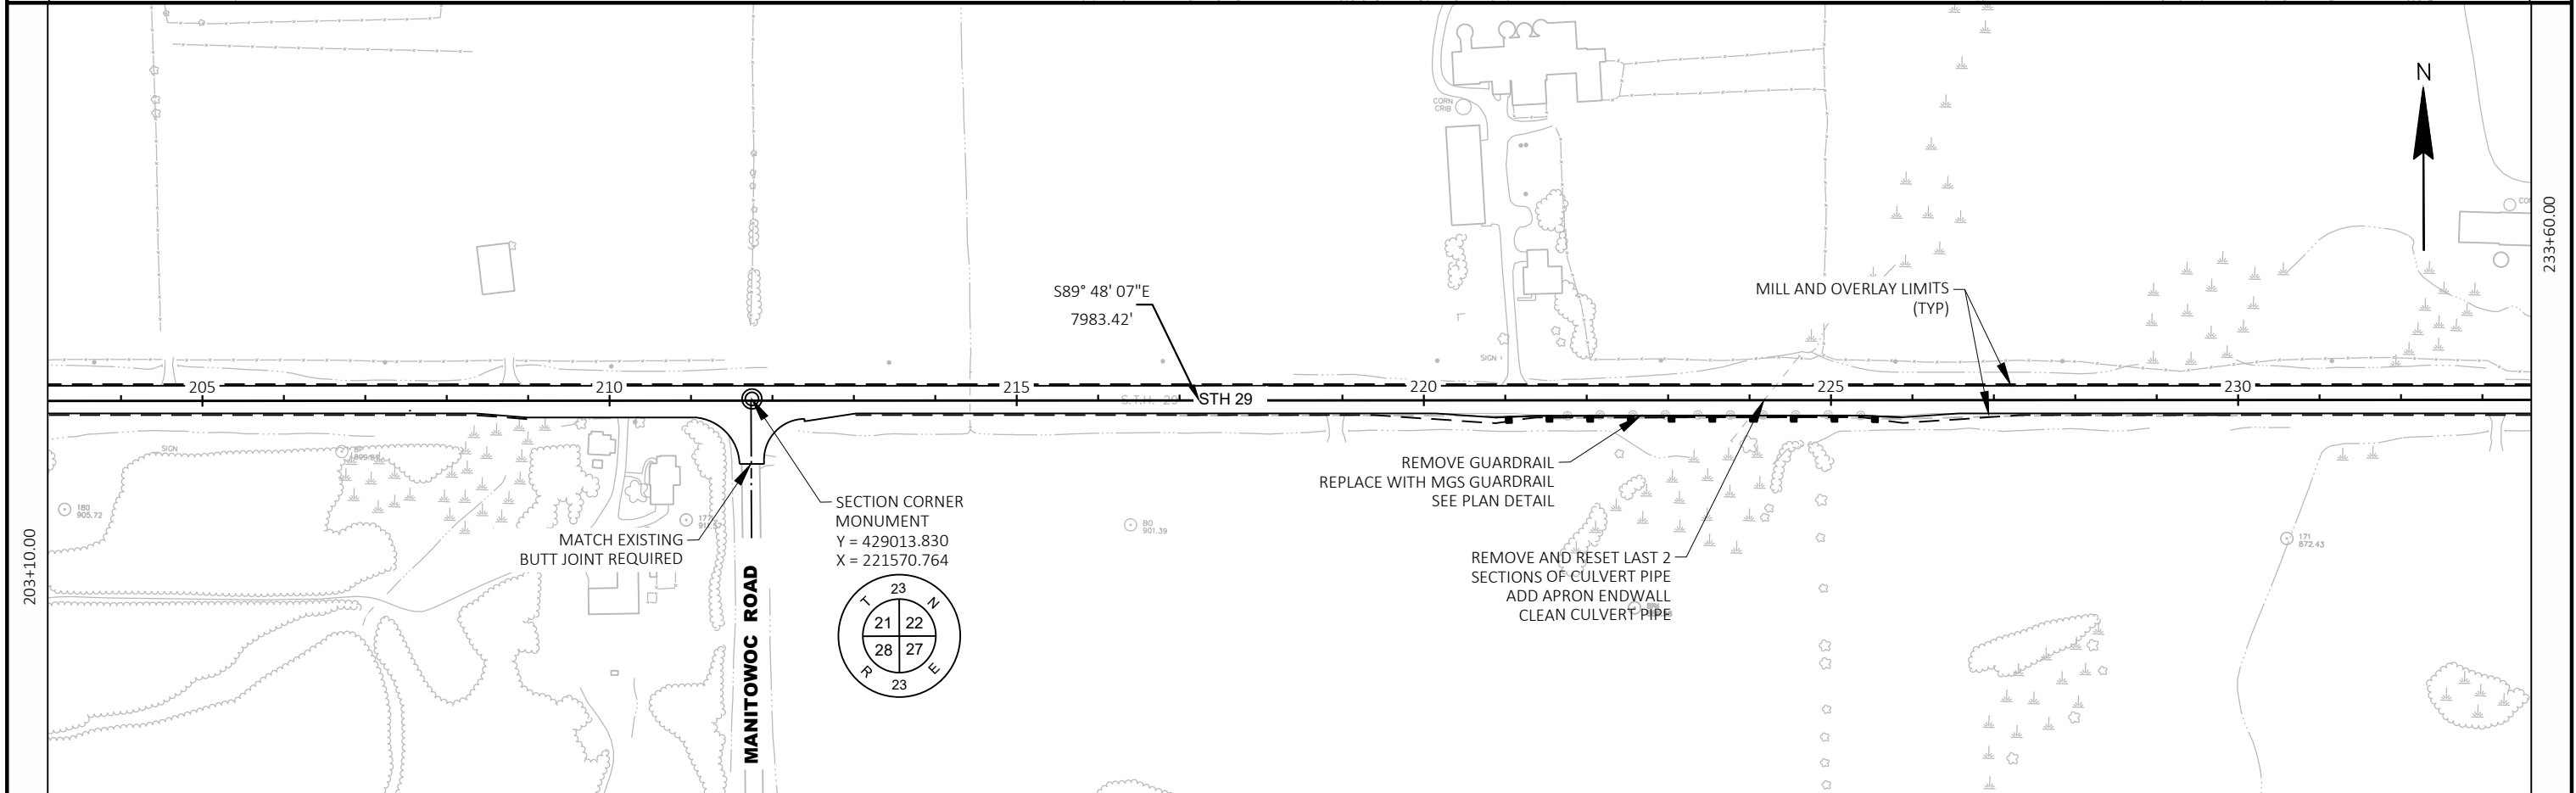 N
CORN
CRIB
233+60.00
S89° 48' 07"E
7983.42'
MILL AND OVERLAY LIMITS
(TYP)
SIGN
205
210
215
220
225
230
S.T.H. 29
STH 29
SIGN
REMOVE GUARDRAIL
REPLACE WITH MGS GUARDRAIL
SEE PLAN DETAIL
180
905.72
203+10.00
MATCH EXISTING
BUTT JOINT REQUIRED
SECTION CORNER
MONUMENT
Y = 429013.830
X = 221570.764
BO
901.39
171
872.43
REMOVE AND RESET LAST 2
SECTIONS OF CULVERT PIPE
ADD APRON ENDWALL
CLEAN CULVERT PIPE
MANITOWOC ROAD
23
T N
21 22
28 27
R E
23